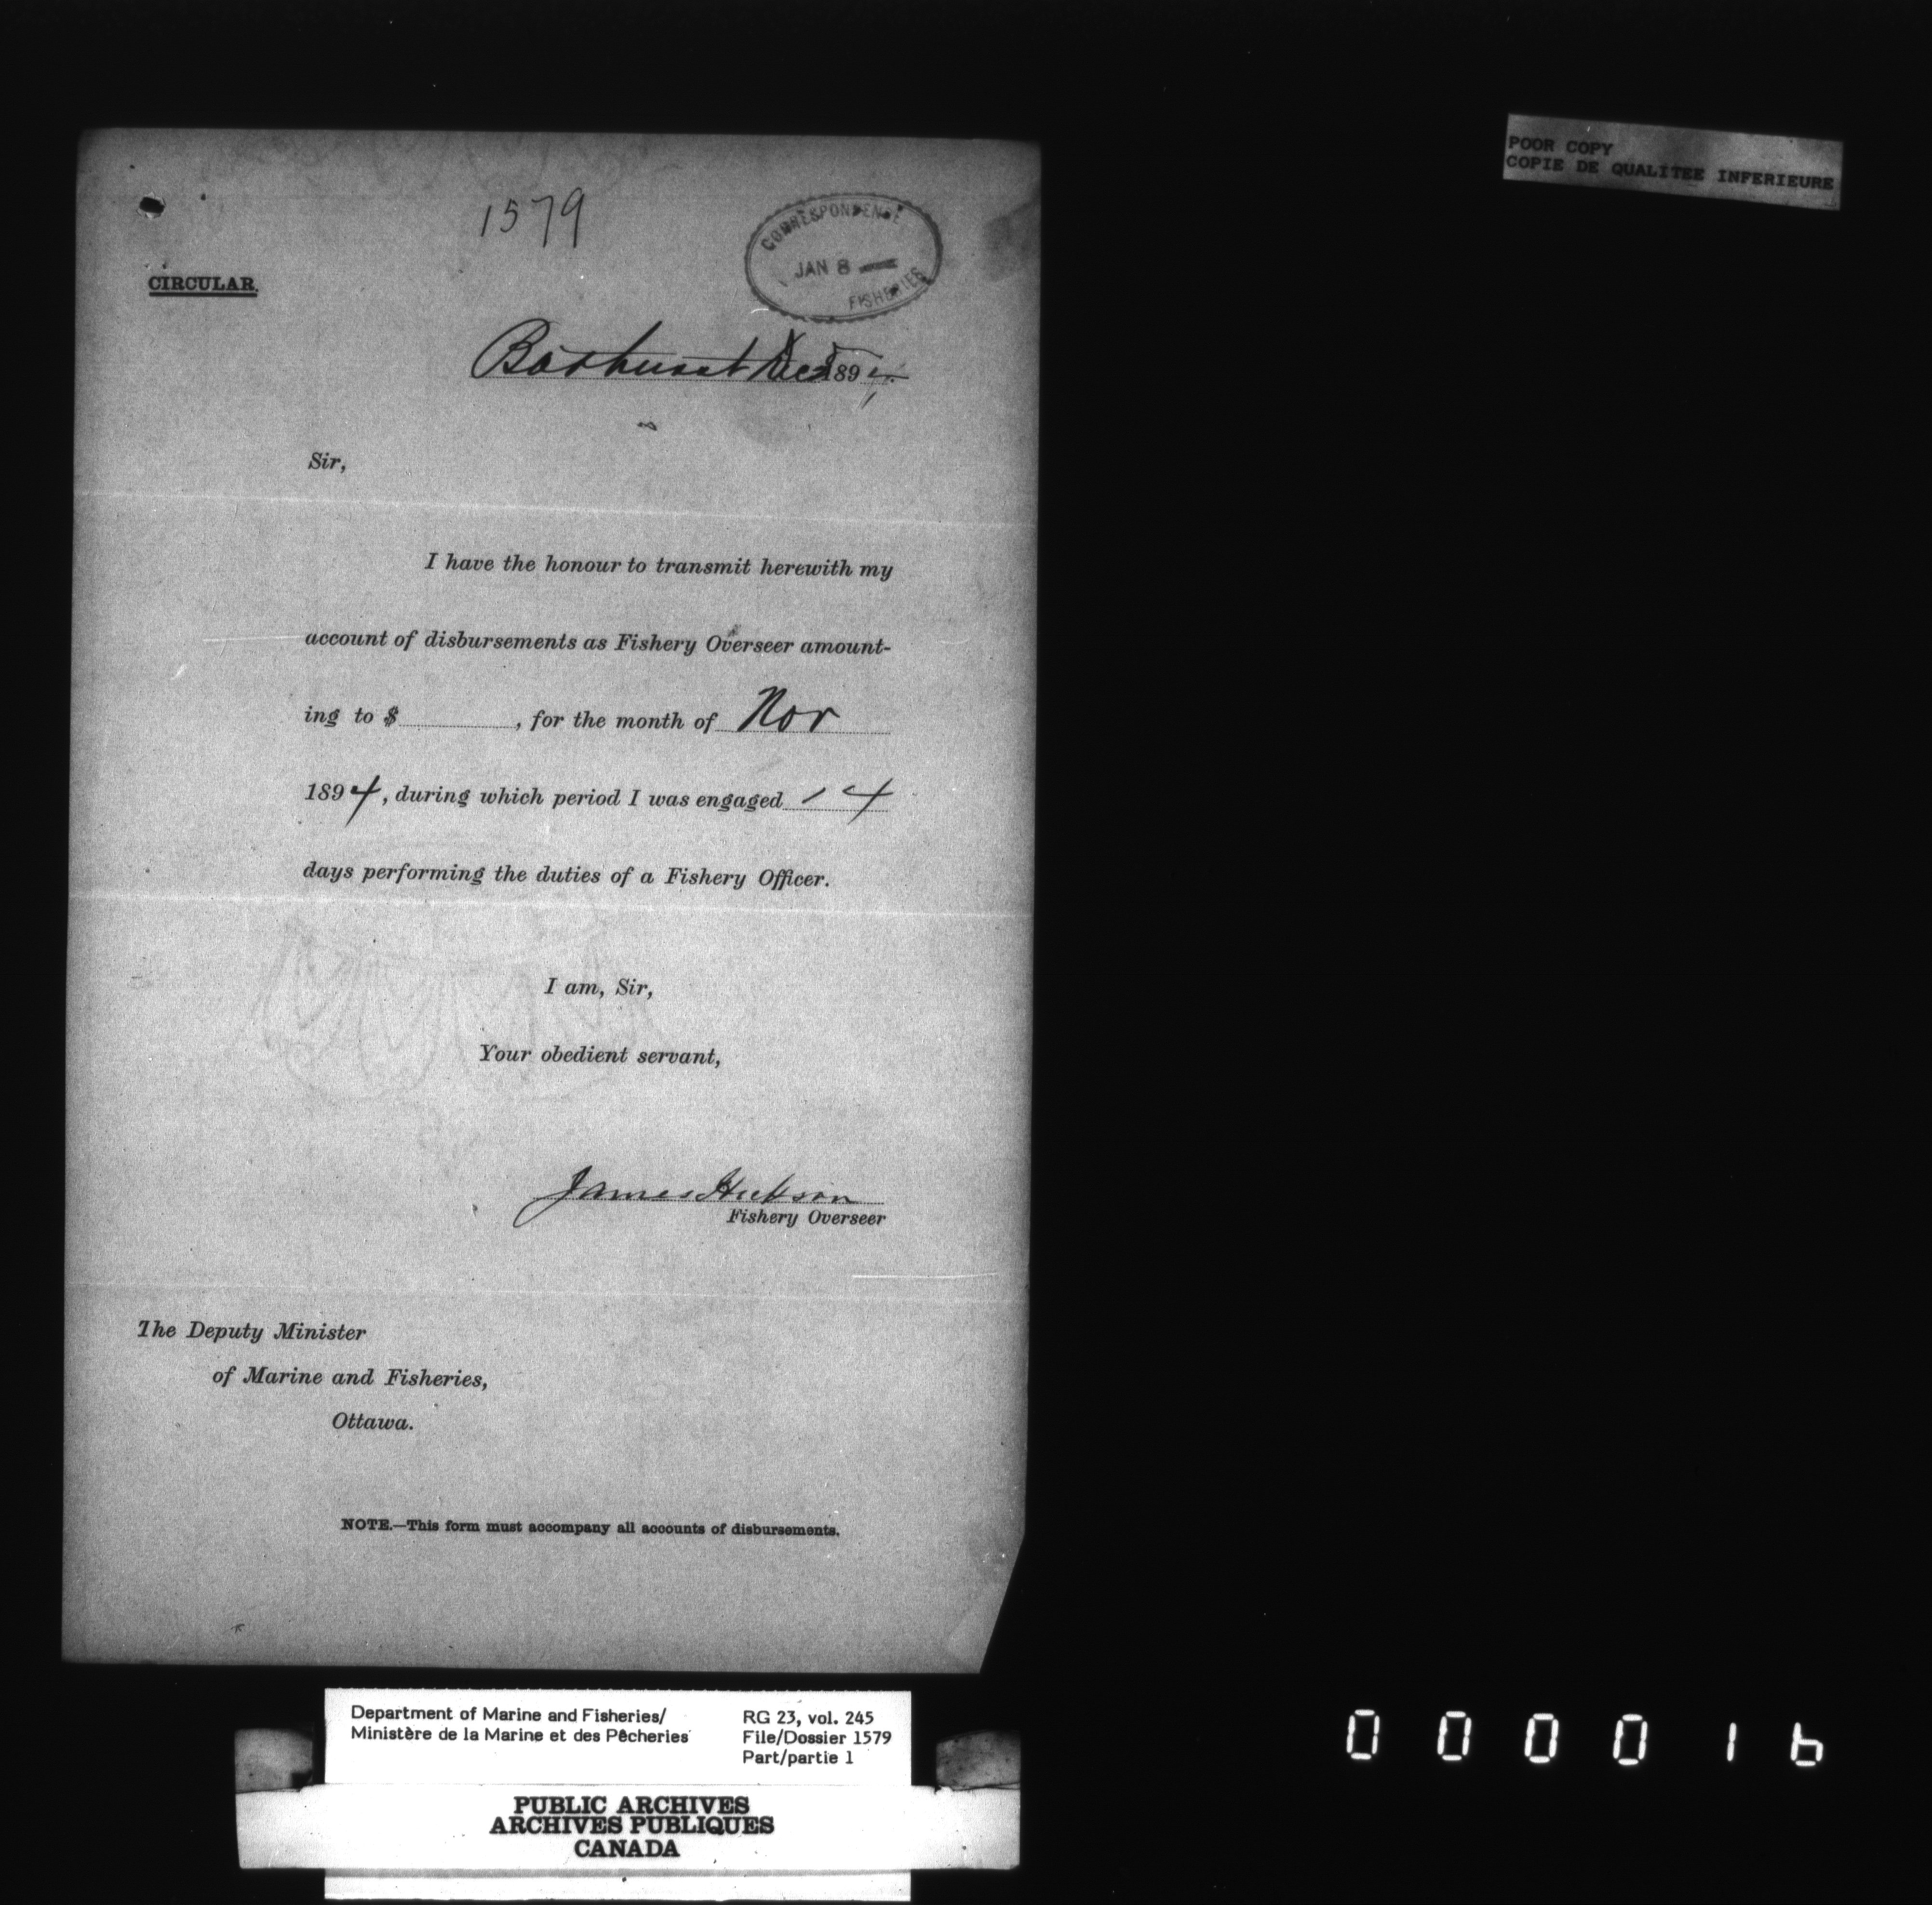 POOR COPY
COPIE DE QUALITEE INFERIEURE
1579
CORRESPONDENCE
JAN 8
FISHERIES
CIRCULAR.
Bathurst Dec 1894
Sir,
I have the honour to transmit herewith my
account of disbursements as Fishery Overseer amount-
ing to $ , for the month of Nov
1894, during which period I was engaged 14
days performing the duties of a Fishery Officer.
I am, Sir,
Your obedient servant,
James Hickson
Fishery Overseer
The Deputy Minister
of Marine and Fisheries,
Ottawa.
NOTE.—This form must accompany all accounts of disbursements.
Department of Marine and Fisheries/
Ministère de la Marine et des Pêcheries
RG 23, vol. 245
File/Dossier 1579
Part/partie 1
PUBLIC ARCHIVES
ARCHIVES PUBLIQUES
CANADA
000016